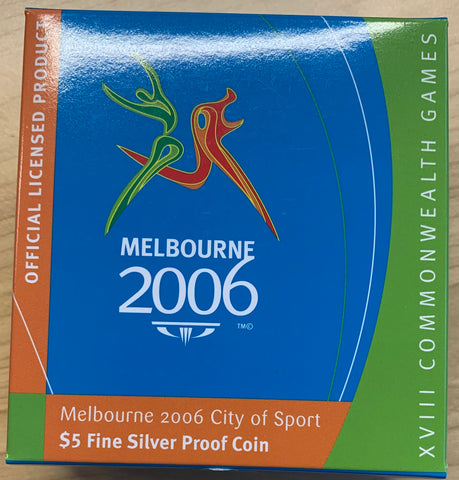 OFFICIAL LICENSED PRODUCT
MELBOURNE
2006
TM©
Melbourne 2006 City of Sport
$5 Fine Silver Proof Coin
XVIII COMMONWEALTH GAMES